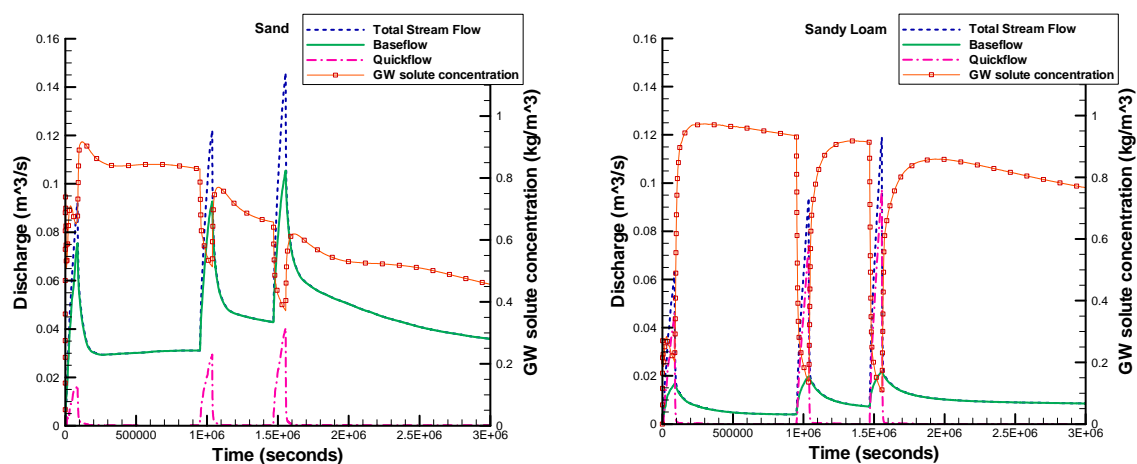 Sand
Total Stream Flow
Baseflow
Quickflow
GW solute concentration
0.16
0.14
0.12
0.1
0.08
0.06
0.04
0.02
0
Discharge (m^3/s)
1
0.8
0.6
0.4
0.2
0
GW solute concentration (kg/m^3)
0 500000 1E+06 1.5E+06 2E+06 2.5E+06 3E+06
Time (seconds)
Sandy Loam
Total Stream Flow
Baseflow
Quickflow
GW solute concentration
0.16
0.14
0.12
0.1
0.08
0.06
0.04
0.02
0
Discharge (m^3/s)
1
0.8
0.6
0.4
0.2
0
GW solute concentration (kg/m^3)
0 500000 1E+06 1.5E+06 2E+06 2.5E+06 3E+06
Time (seconds)